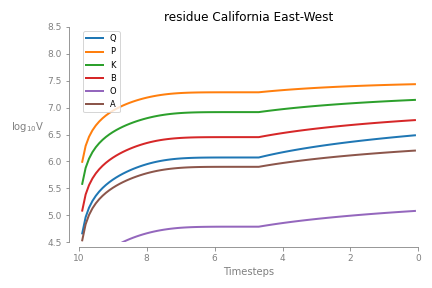 residue California East-West
8.5
8.0
7.5
7.0
6.5
6.0
5.5
5.0
4.5
log₁₀V
Q
P
K
B
O
A
10 8 6 4 2 0
Timesteps